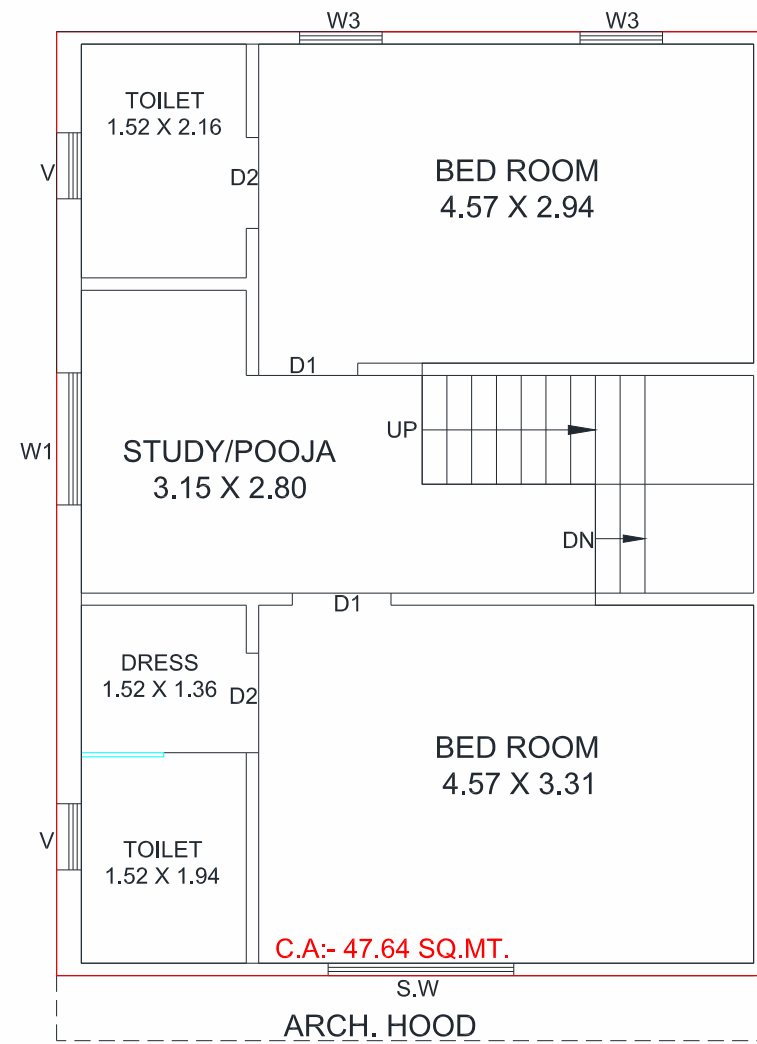 W3
W3
TOILET
1.52 X 2.16
V
D2
BED ROOM
4.57 X 2.94
D1
UP
W1
STUDY/POOJA
3.15 X 2.80
DN
D1
DRESS
1.52 X 1.36
D2
BED ROOM
4.57 X 3.31
V
TOILET
1.52 X 1.94
C.A:- 47.64 SQ.MT.
S.W
ARCH. HOOD